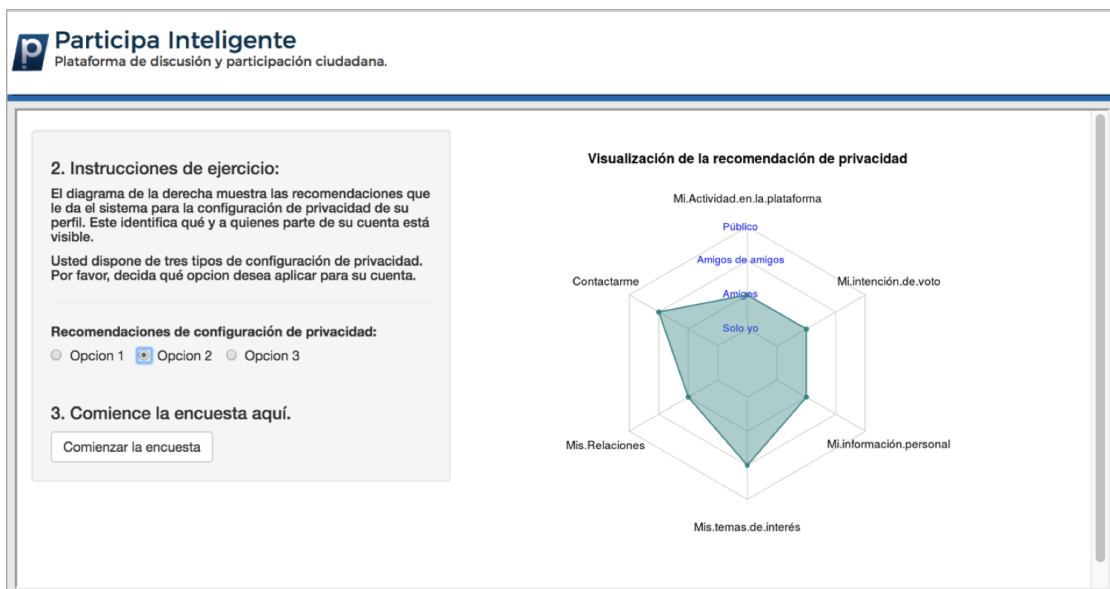 Participa Inteligente
Plataforma de discusión y participación ciudadana.
2. Instrucciones de ejercicio:
El diagrama de la derecha muestra las recomendaciones que
le da el sistema para la configuración de privacidad de su
perfil. Este identifica qué y a quienes parte de su cuenta está
visible.
Usted dispone de tres tipos de configuración de privacidad.
Por favor, decida qué opcion desea aplicar para su cuenta.
Recomendaciones de configuración de privacidad:
Opcion 1 Opcion 2 Opcion 3
3. Comience la encuesta aquí.
Comienzar la encuesta
Visualización de la recomendación de privacidad
Mi.Actividad.en.la.plataforma
Público
Amigos de amigos
Contactarme
Mi.intención.de.voto
Amigos
Solo yo
Mis.Relaciones
Mi.información.personal
Mis.temas.de.interés